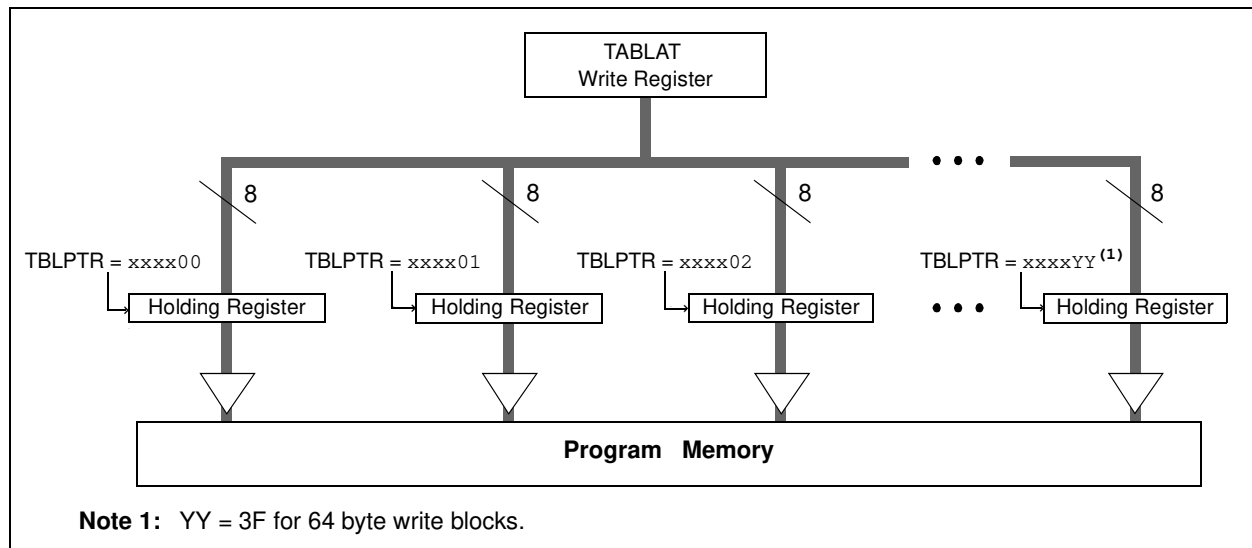 TABLAT
Write Register
8 8 8 8
TBLPTR = xxxx00 TBLPTR = xxxx01 TBLPTR = xxxx02 TBLPTR = xxxxYY(1)
Holding Register Holding Register Holding Register Holding Register
Program Memory
Note 1: YY = 3F for 64 byte write blocks.